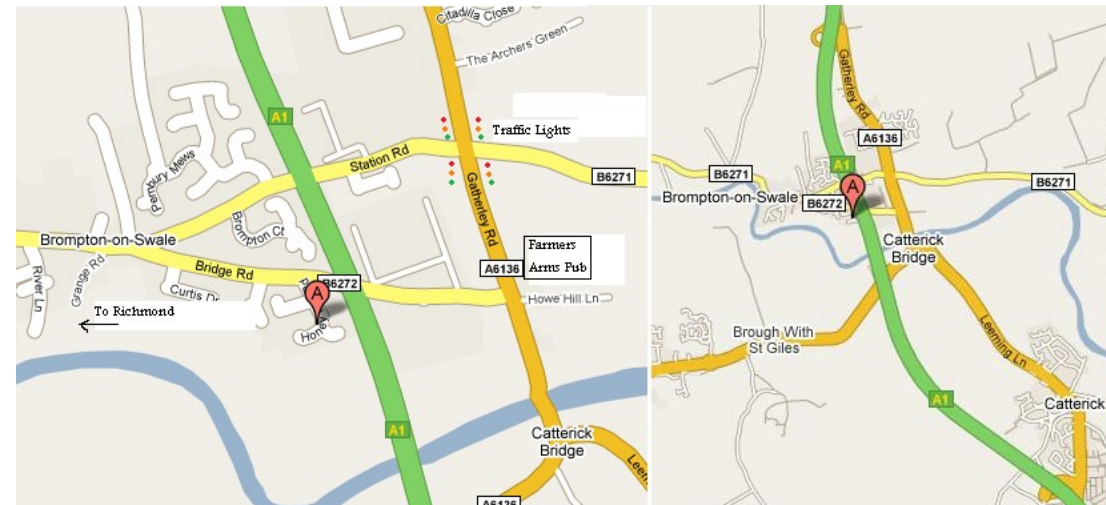 Citadilla Close
The Archers Green
A1
Traffic Lights
Station Rd
B6271
Pembury Mews
Gatherley Rd
Brompton Ct
Brompton-on-Swale
Farmers
Arms Pub
A6136
River Ln
Grange Rd
Bridge Rd
B6272
Curtis Dr
A
Howe Hill Ln
To Richmond
A1
Catterick
Bridge
A6136
Gatherley Rd
A6136
A1
B6271
B6271
Brompton-on-Swale
B6272
A
Catterick
Bridge
Brough With
St Giles
Leeming Ln
A1
Catterick